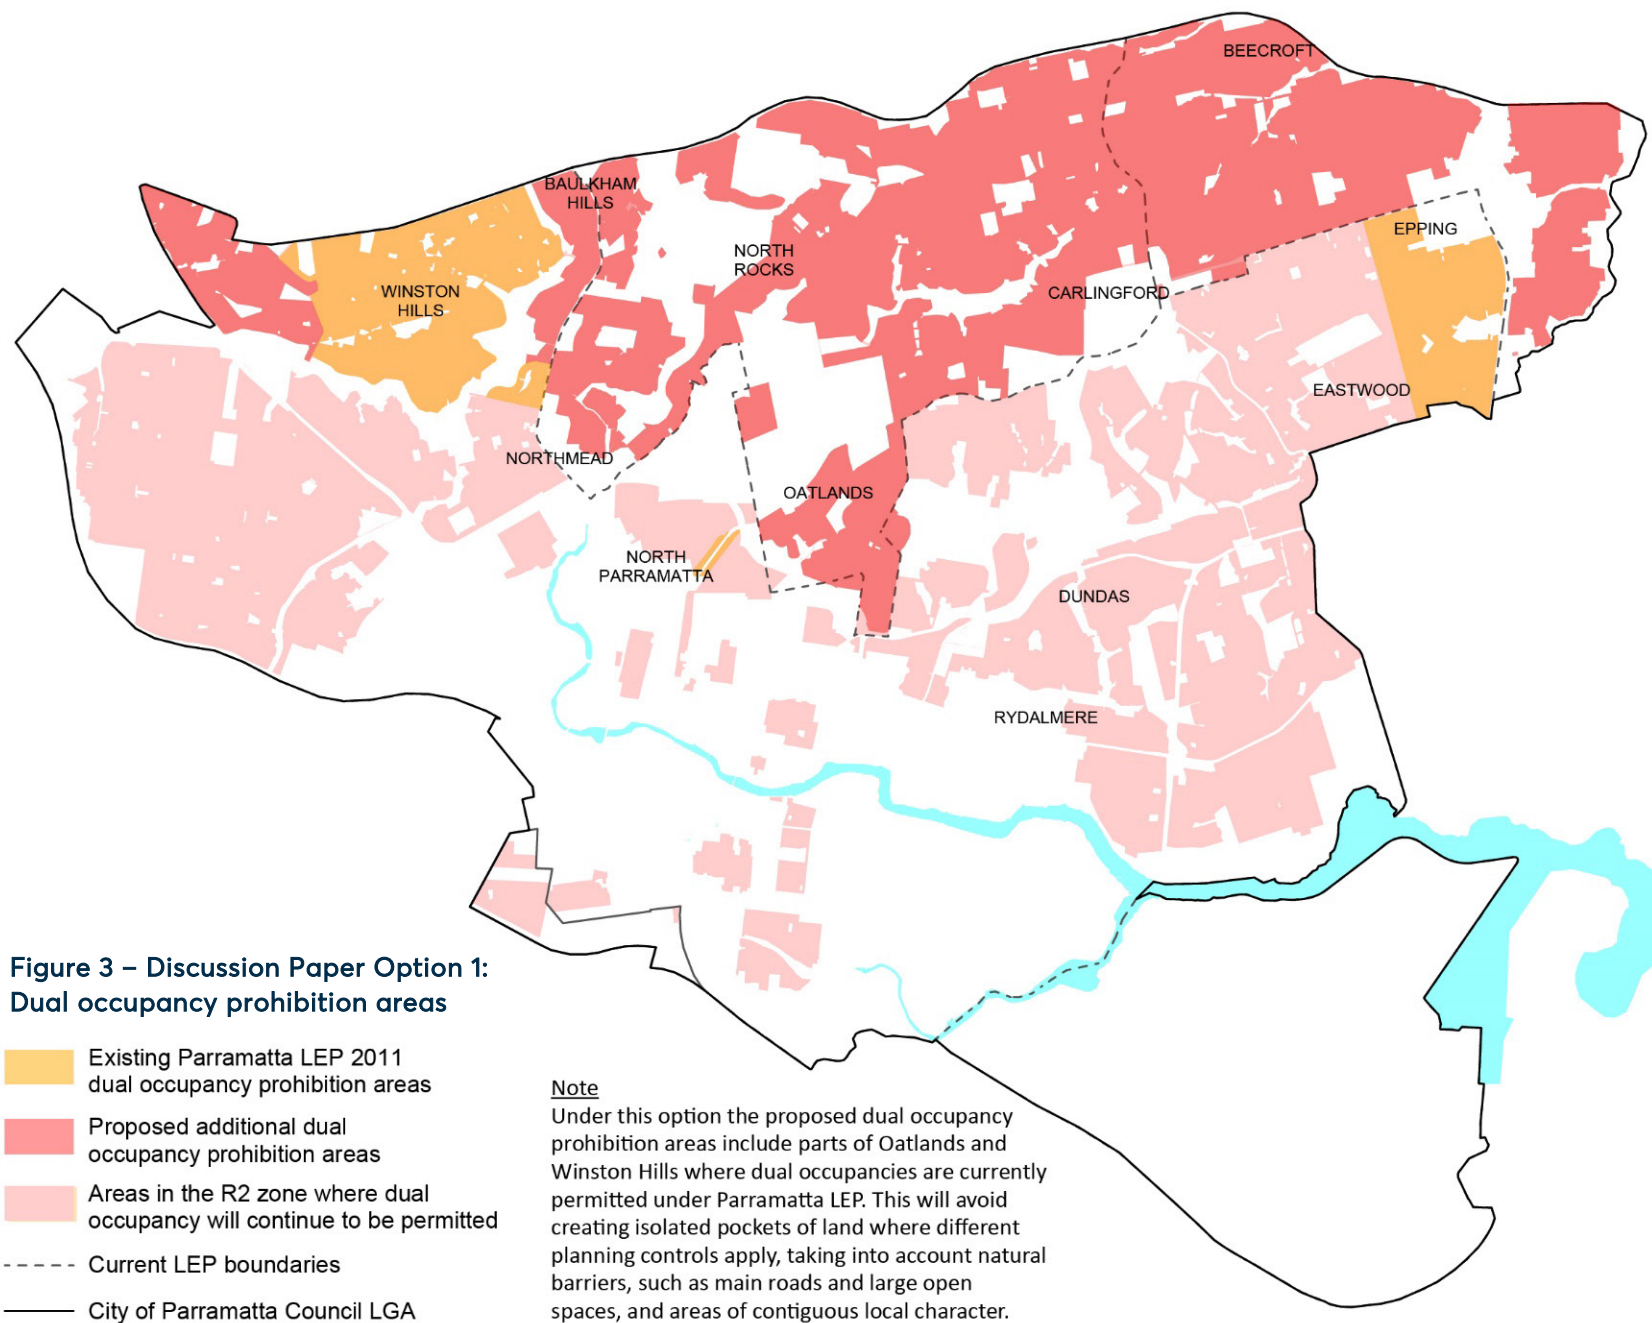 BEECROFT
BAULKHAM
HILLS
EPPING
NORTH
ROCKS
WINSTON
HILLS
CARLINGFORD
EASTWOOD
NORTHMEAD
OATLANDS
NORTH
PARRAMATTA
DUNDAS
RYDALMERE
Figure 3 – Discussion Paper Option 1:
Dual occupancy prohibition areas
Existing Parramatta LEP 2011
dual occupancy prohibition areas
Proposed additional dual
occupancy prohibition areas
Areas in the R2 zone where dual
occupancy will continue to be permitted
Current LEP boundaries
City of Parramatta Council LGA
Note
Under this option the proposed dual occupancy
prohibition areas include parts of Oatlands and
Winston Hills where dual occupancies are currently
permitted under Parramatta LEP. This will avoid
creating isolated pockets of land where different
planning controls apply, taking into account natural
barriers, such as main roads and large open
spaces, and areas of contiguous local character.